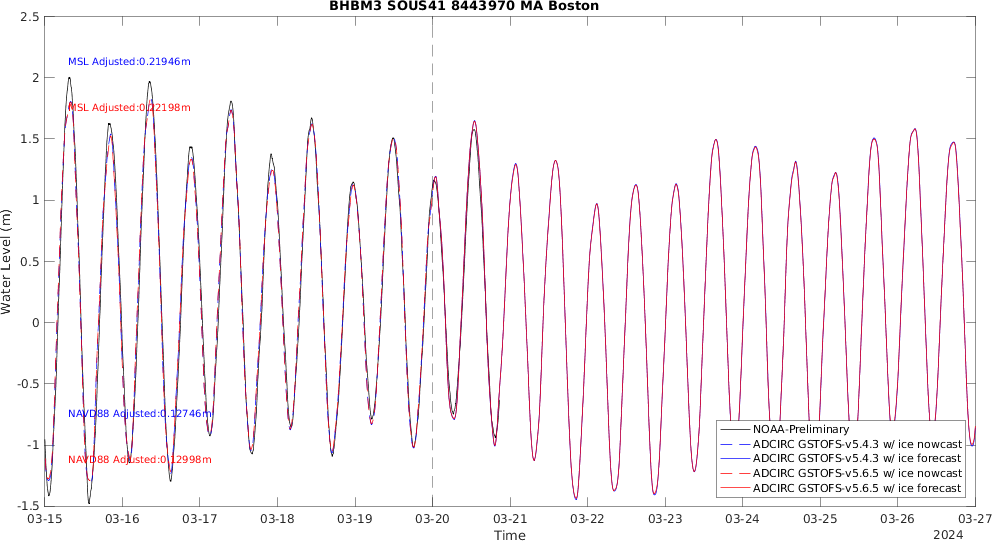 BHBM3 SOUS41 8443970 MA Boston
2.5
2
1.5
1
0.5
0
-0.5
-1
-1.5
Water Level (m)
MSL Adjusted:0.21946m
MSL Adjusted:0.22198m
NAVD88 Adjusted:0.12746m
NAVD88 Adjusted:0.12998m
NOAA-Preliminary
ADCIRC GSTOFS-v5.4.3 w/ ice nowcast
ADCIRC GSTOFS-v5.4.3 w/ ice forecast
ADCIRC GSTOFS-v5.6.5 w/ ice nowcast
ADCIRC GSTOFS-v5.6.5 w/ ice forecast
03-15 03-16 03-17 03-18 03-19 03-20 03-21 03-22 03-23 03-24 03-25 03-26 03-27
Time
2024